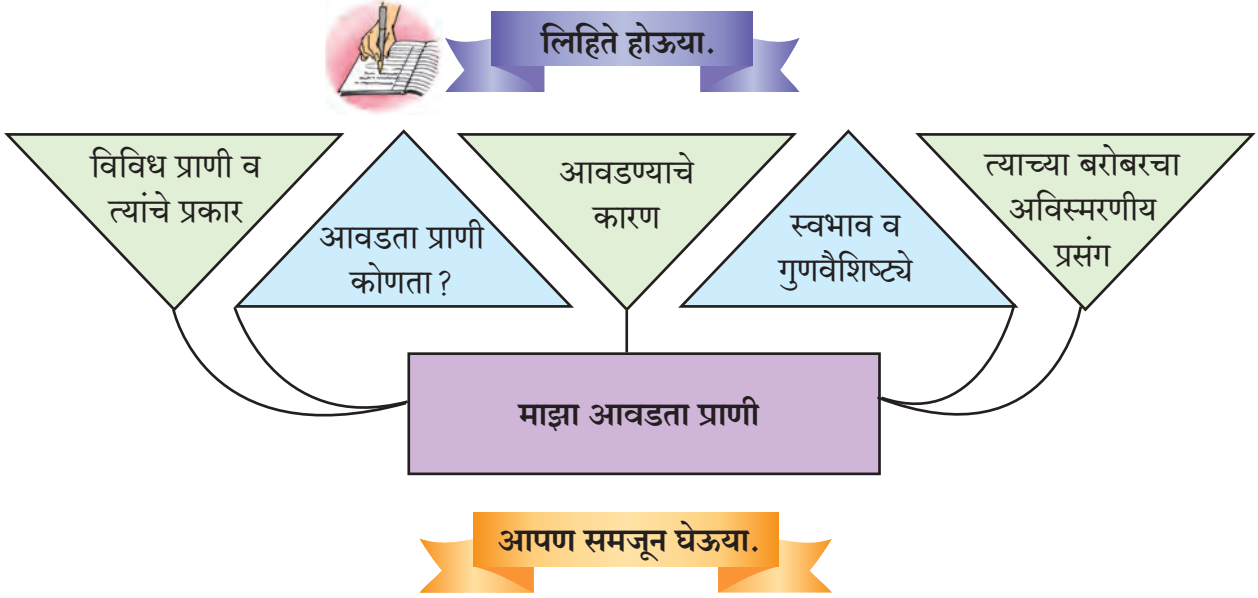 लिहिते होऊया.
विविध प्राणी व
त्यांचे प्रकार
आवडता प्राणी
कोणता ?
आवडण्याचे
कारण
स्वभाव व
गुणवैशिष्ट्ये
त्याच्या बरोबरचा
अविस्मरणीय
प्रसंग
माझा आवडता प्राणी
आपण समजून घेऊया.